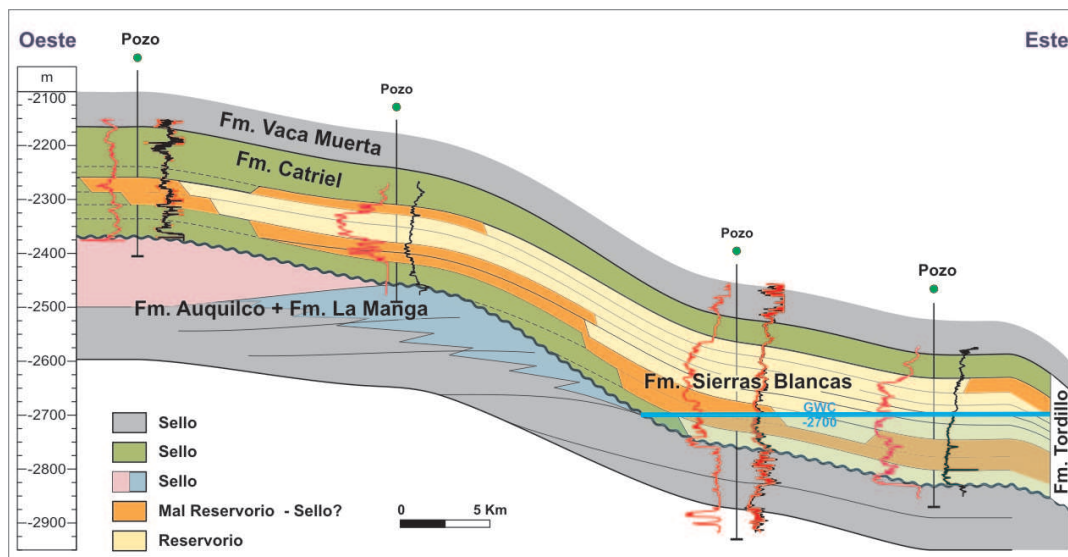 Oeste
Este
Pozo
Pozo
Pozo
Pozo
m
-2100
-2200
-2300
-2400
-2500
-2600
-2700
-2800
-2900
Fm. Vaca Muerta
Fm. Catriel
Fm. Auquilco + Fm. La Manga
Fm. Sierras Blancas
GWC
-2700
Fm. Tordillo
Sello
Sello
Sello
Mal Reservorio - Sello?
Reservorio
0 5 Km